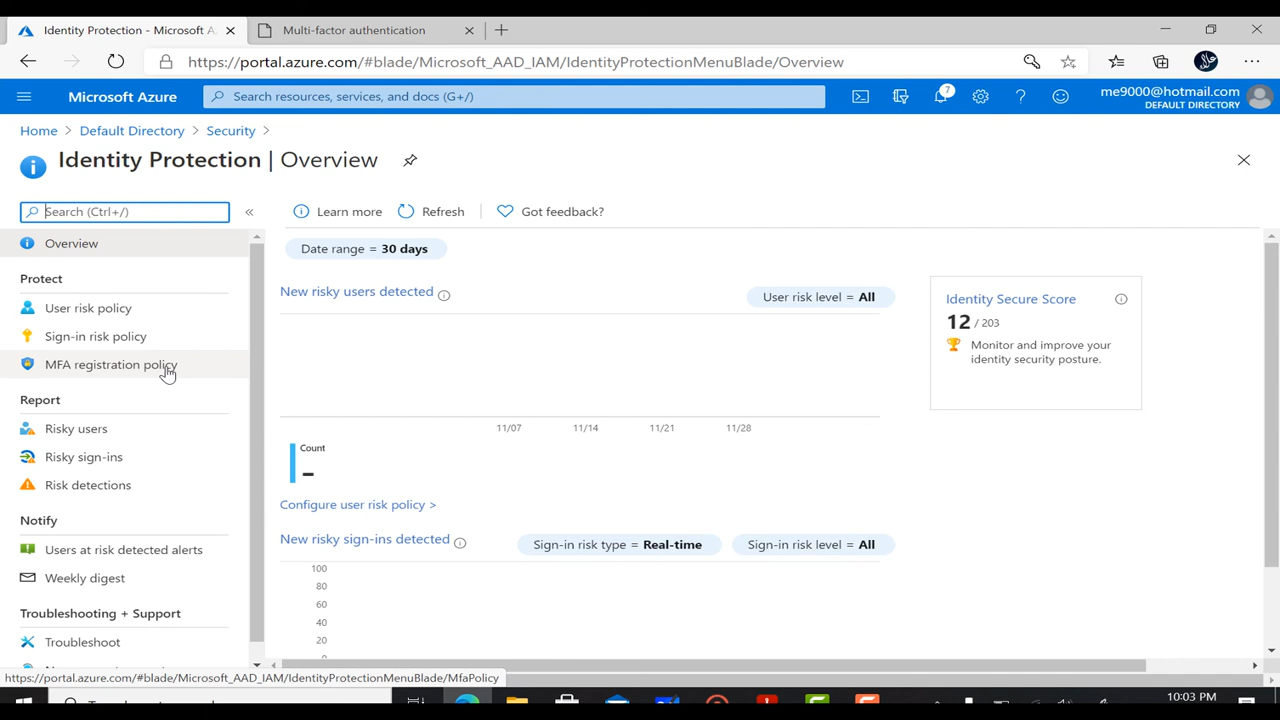 Identity Protection - Microsoft A
Multi-factor authentication
https://portal.azure.com/#blade/Microsoft_AAD_IAM/IdentityProtectionMenuBlade/Overview
Microsoft Azure
Search resources, services, and docs (G+/)
7
me9000@hotmail.com
DEFAULT DIRECTORY
Home > Default Directory > Security >
Identity Protection | Overview
Search (Ctrl+/)
«
Learn more
Refresh
Got feedback?
Overview
Protect
User risk policy
Sign-in risk policy
MFA registration policy
Report
Risky users
Risky sign-ins
Risk detections
Notify
Users at risk detected alerts
Weekly digest
Troubleshooting + Support
Troubleshoot
Date range = 30 days
New risky users detected
User risk level = All
11/07
11/14
11/21
11/28
Count
–
Configure user risk policy >
New risky sign-ins detected
Sign-in risk type = Real-time
Sign-in risk level = All
100
80
60
40
20
0
Identity Secure Score
12 / 203
Monitor and improve your
identity security posture.
https://portal.azure.com/#blade/Microsoft_AAD_IAM/IdentityProtectionMenuBlade/MfaPolicy
10:03 PM